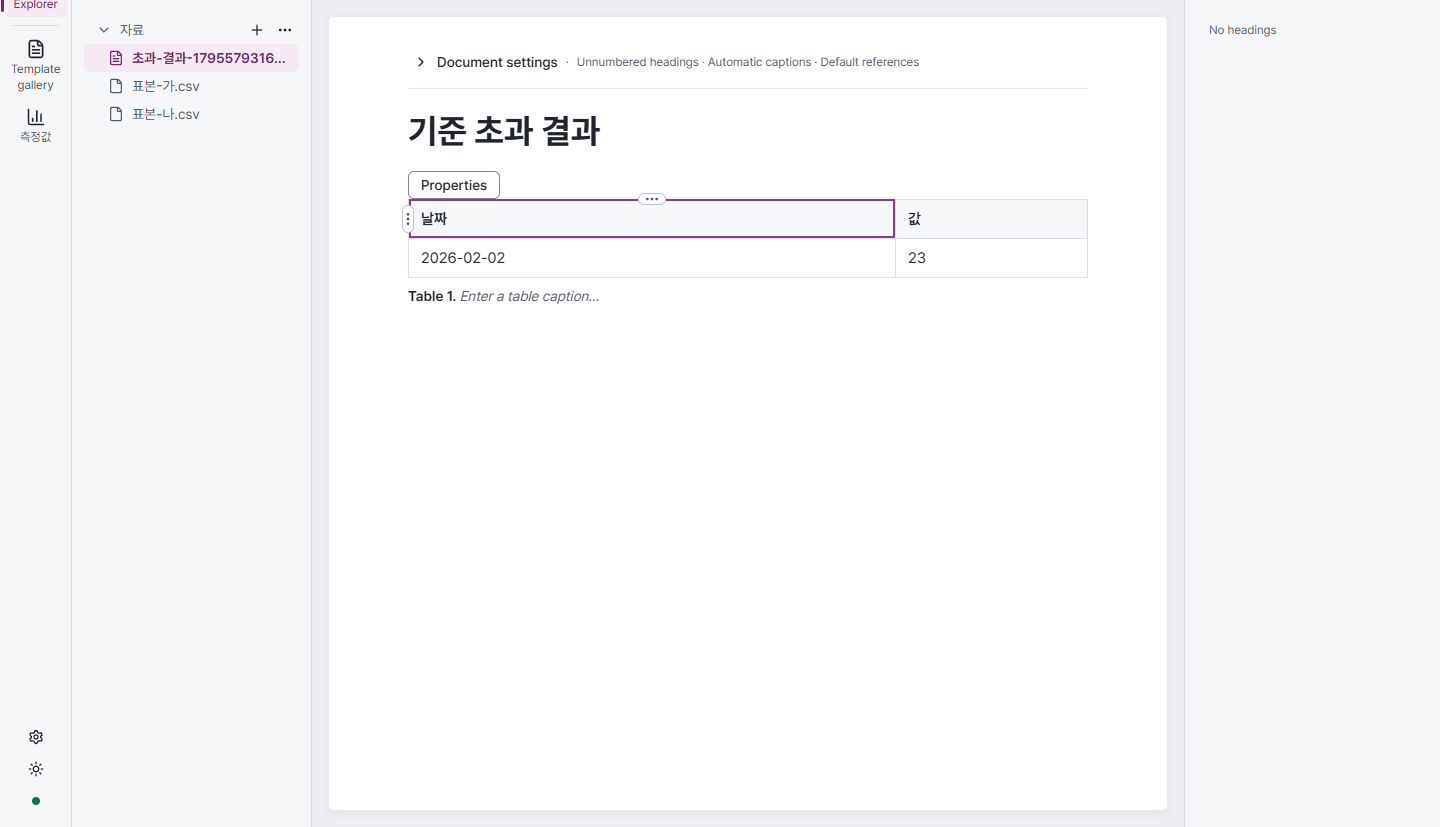 Explorer
Template
gallery
측정값
자료
초과-결과-1795579316...
표본-가.csv
표본-나.csv
Document settings · Unnumbered headings · Automatic captions · Default references
기준 초과 결과
Properties
날짜 값
2026-02-02 23
Table 1. Enter a table caption...
No headings